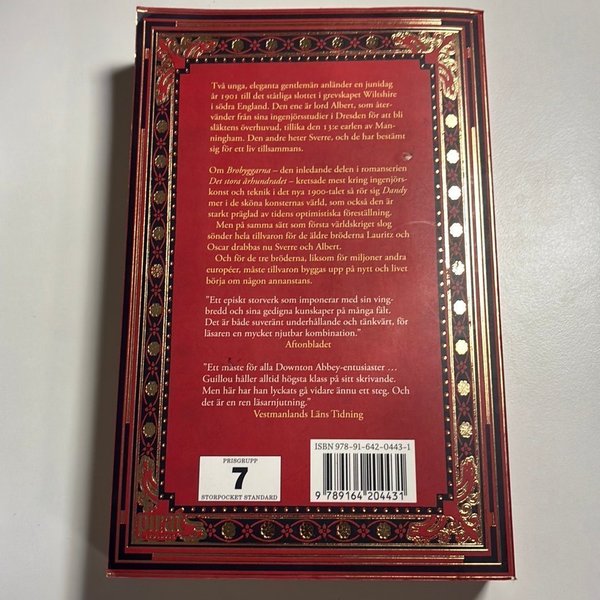 Två unga, eleganta gentlemän anländer en junidag
år 1901 till det ståtliga slottet i grevskapet Wiltshire
i södra England. Den ene är lord Albert, som åter-
vänder från sina ingenjörsstudier i Dresden för att bli
släktens överhuvud, tillika den 13:e earlen av Man-
ningham. Den andre heter Sverre, och de har bestämt
sig för ett liv tillsammans.
Om Brobyggarna – den inledande delen i romanserien
Det stora århundradet – kretsade mest kring ingenjörs-
konst och teknik i det nya 1900-talet så rör sig Dandy
mer i de sköna konsternas värld, som också den är
starkt präglad av tidens optimistiska föreställning.
Men på samma sätt som första världskriget slog
sönder hela tillvaron för de äldre bröderna Lauritz och
Oscar drabbas nu Sverre och Albert.
Och för de tre bröderna, liksom för miljoner andra
européer, måste tillvaron byggas upp på nytt och livet
börja om någon annanstans.
"Ett episkt storverk som imponerar med sin ving-
bredd och sina gedigna kunskaper på många fält.
Det är både suveränt underhållande och tänkvärt, för
läsaren en mycket njutbar kombination."
Aftonbladet
"Ett måste för alla Downton Abbey-entusiaster ...
Guillou håller alltid högsta klass på sitt skrivande.
Men här har han lyckats gå vidare ännu ett steg. Och
det är en ren läsarnjutning."
Vestmanlands Läns Tidning
ISBN 978-91-642-0443-1
PRISGRUPP
7
STORPOCKET STANDARD
9 789164 204431